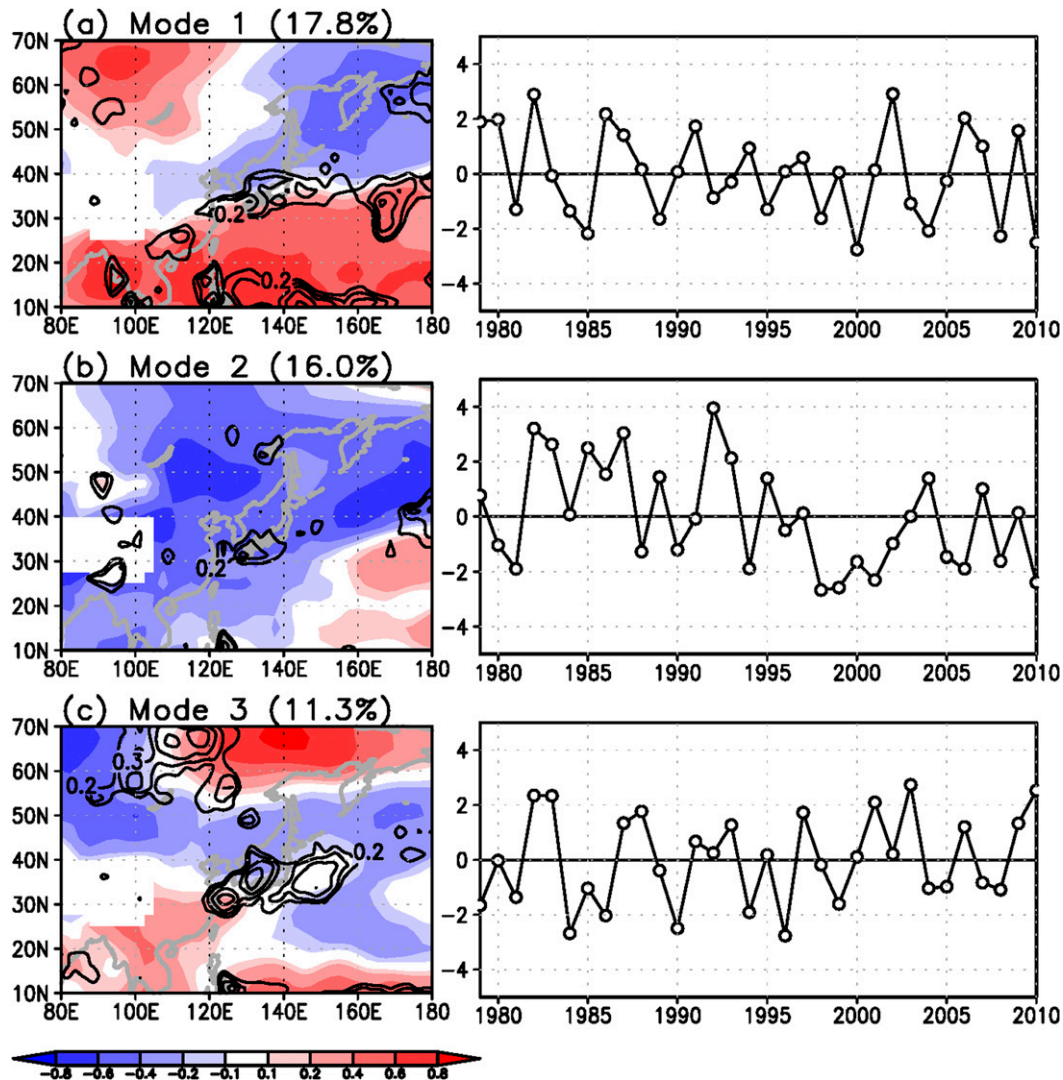 (a) Mode 1 (17.8%)
70N
60N
50N
40N
30N
20N
10N
0.2
0.2
80E 100E 120E 140E 160E 180
4
2
0
-2
-4
1980 1985 1990 1995 2000 2005 2010
(b) Mode 2 (16.0%)
70N
60N
50N
40N
30N
20N
10N
0.2
80E 100E 120E 140E 160E 180
4
2
0
-2
-4
1980 1985 1990 1995 2000 2005 2010
(c) Mode 3 (11.3%)
70N
60N
50N
40N
30N
20N
10N
0.2
0.3
0.2
80E 100E 120E 140E 160E 180
4
2
0
-2
-4
1980 1985 1990 1995 2000 2005 2010
-0.8 -0.6 -0.4 -0.2 -0.1 0.1 0.2 0.4 0.6 0.8